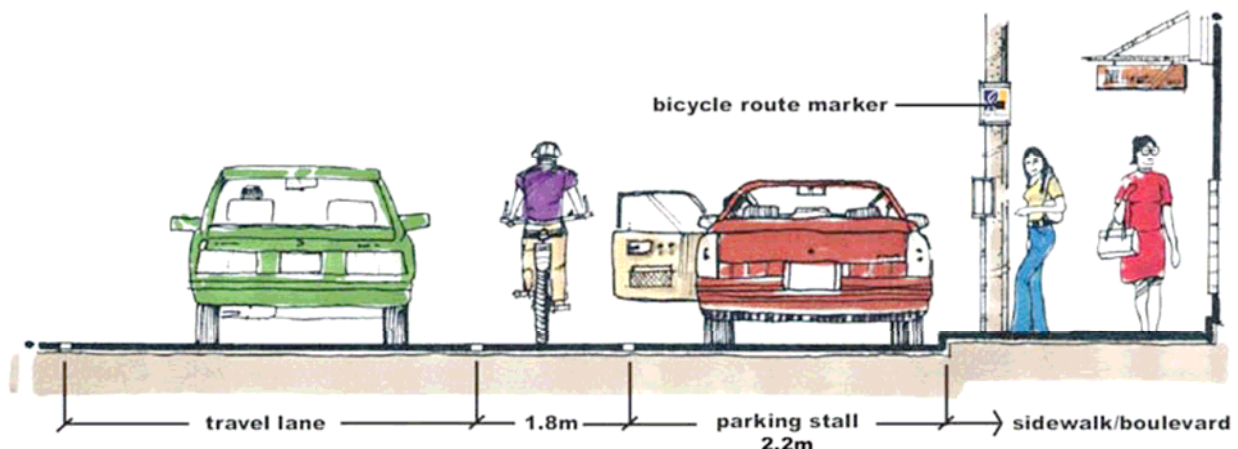 bicycle route marker
travel lane
1.8m
parking stall
2.2m
sidewalk/boulevard